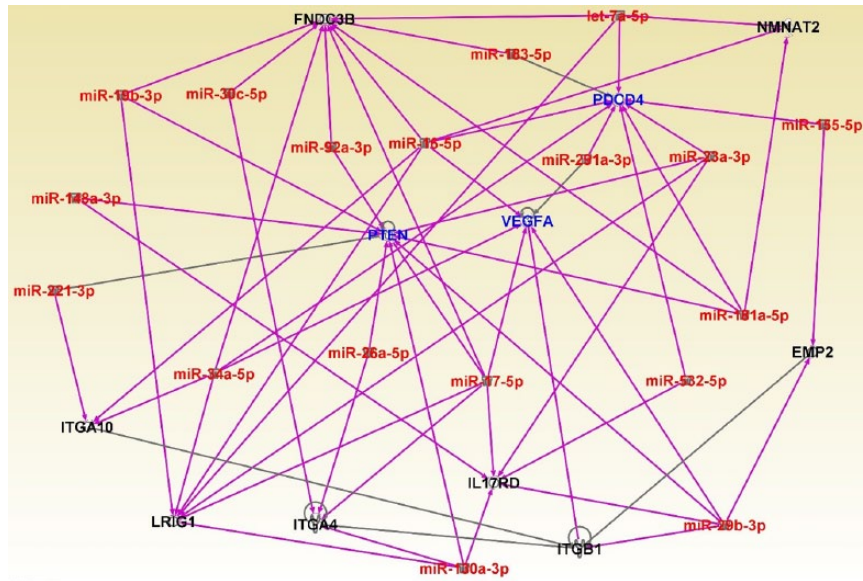 FNDC3B
let-7a-5p
NMNAT2
miR-183-5p
miR-19b-3p
miR-30c-5p
PDCD4
miR-155-5p
miR-92a-3p
miR-16-5p
miR-291a-3p
miR-23a-3p
miR-148a-3p
PTEN
VEGFA
miR-221-3p
miR-181a-5p
miR-26a-5p
EMP2
miR-34a-5p
miR-17-5p
miR-532-5p
ITGA10
IL17RD
LRIG1
ITGA4
ITGB1
miR-29b-3p
miR-130a-3p